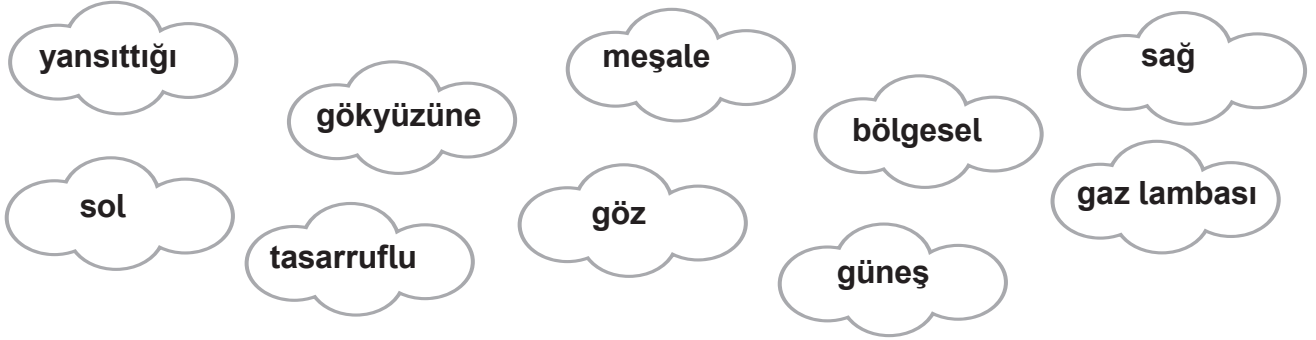 yansıttığı
meşale
sağ
gökyüzüne
bölgesel
sol
göz
gaz lambası
tasarruflu
güneş